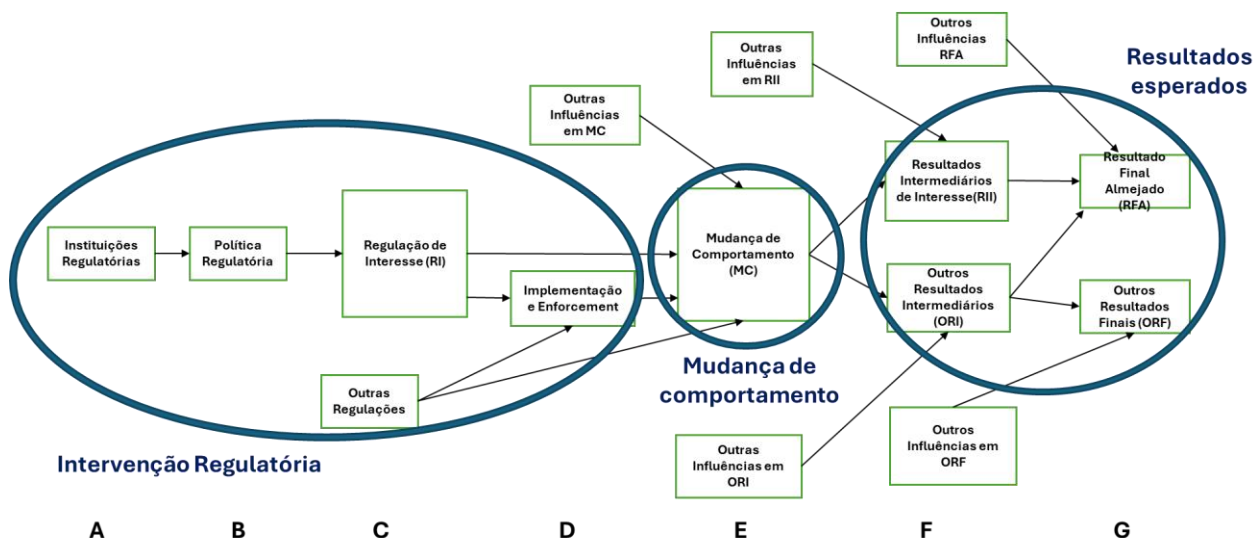 Outros
Influências
RFA
Outras
Influências
em RII
Resultados
esperados
Outras
Influências
em MC
Resultados
Intermediários
de Interesse(RII)
Resultado
Final
Almejado
(RFA)
Instituições
Regulatórias
Política
Regulatória
Regulação de
Interesse (RI)
Mudança de
Comportamento
(MC)
Implementação
e Enforcement
Outros
Resultados
Intermediários
(ORI)
Outros
Resultados
Finais (ORF)
Outras
Regulações
Mudança de
comportamento
Intervenção Regulatória
Outras
Influências em
ORI
Outros
Influências em
ORF
A B C D E F G